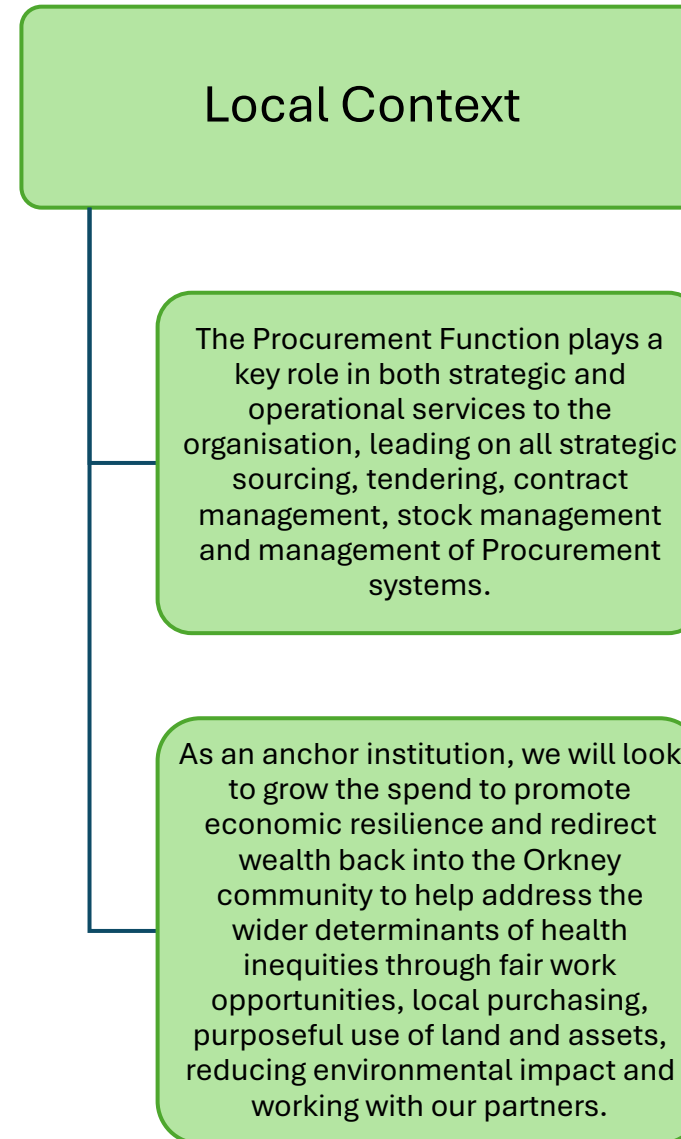 Local Context
The Procurement Function plays a
key role in both strategic and
operational services to the
organisation, leading on all strategic
sourcing, tendering, contract
management, stock management
and management of Procurement
systems.
As an anchor institution, we will look
to grow the spend to promote
economic resilience and redirect
wealth back into the Orkney
community to help address the
wider determinants of health
inequities through fair work
opportunities, local purchasing,
purposeful use of land and assets,
reducing environmental impact and
working with our partners.